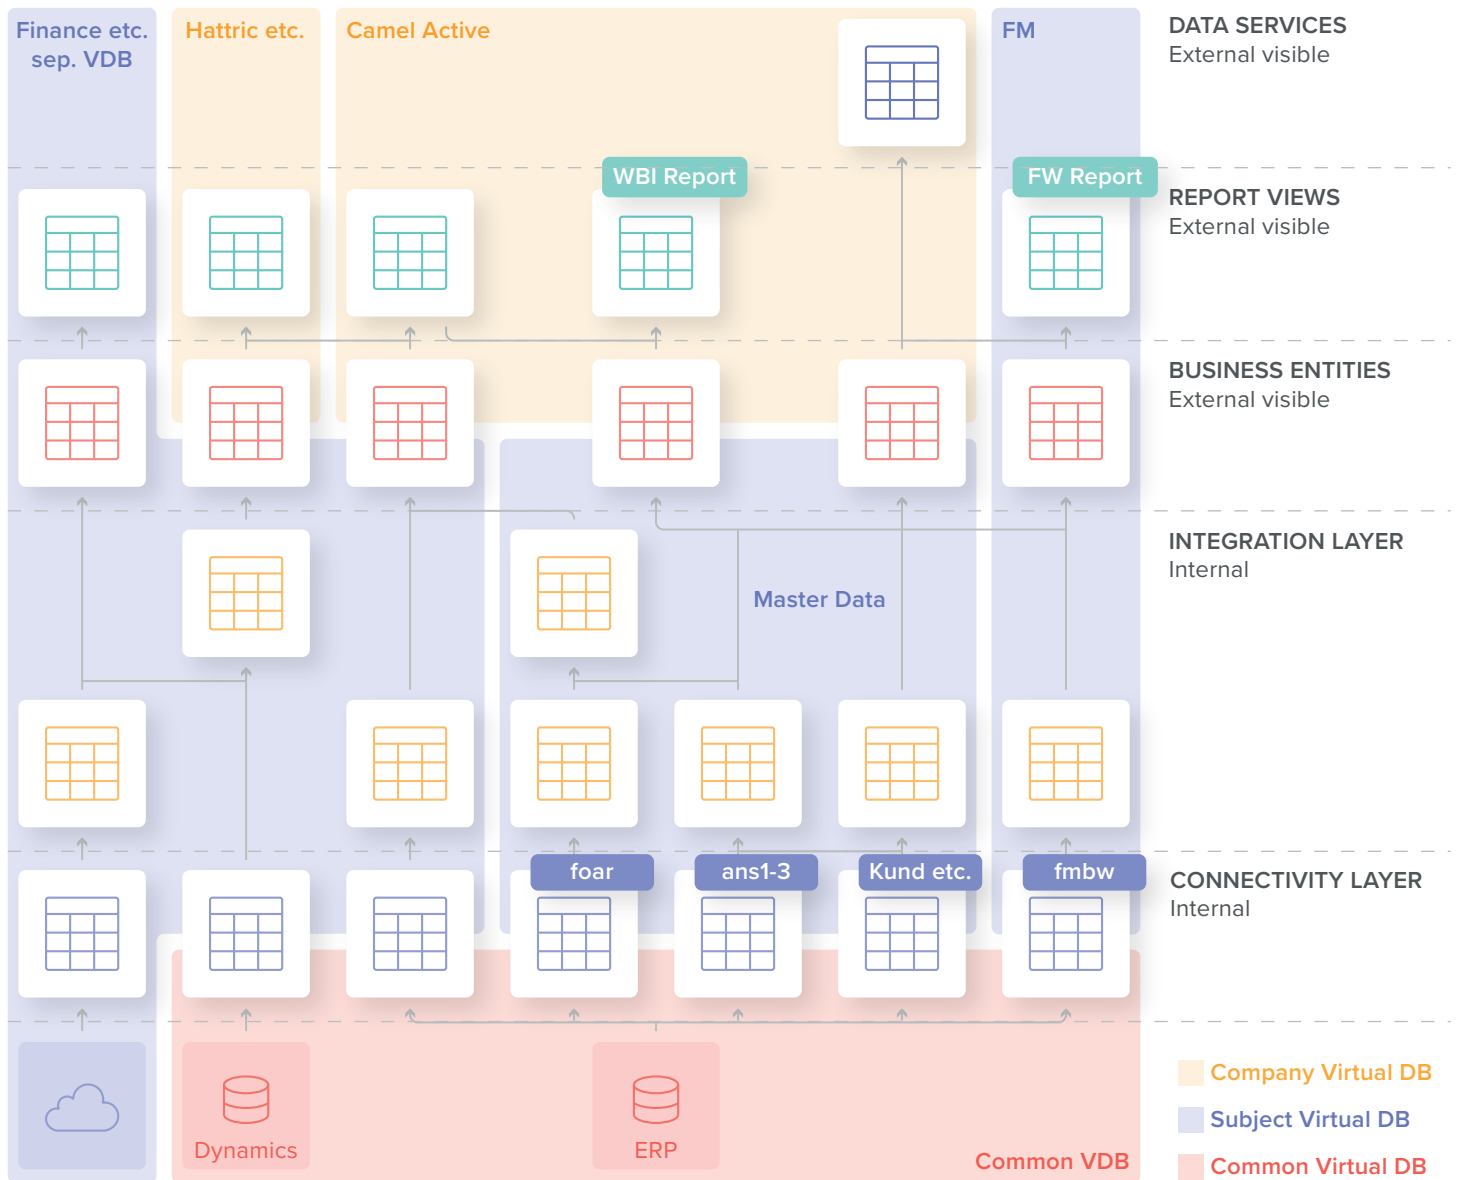 Finance etc.
sep. VDB
Hattric etc.
Camel Active
FM
DATA SERVICES
External visible
WBI Report
FW Report
REPORT VIEWS
External visible
BUSINESS ENTITIES
External visible
INTEGRATION LAYER
Internal
Master Data
foar
ans1-3
Kund etc.
fmbw
CONNECTIVITY LAYER
Internal
Dynamics
ERP
Common VDB
Company Virtual DB
Subject Virtual DB
Common Virtual DB